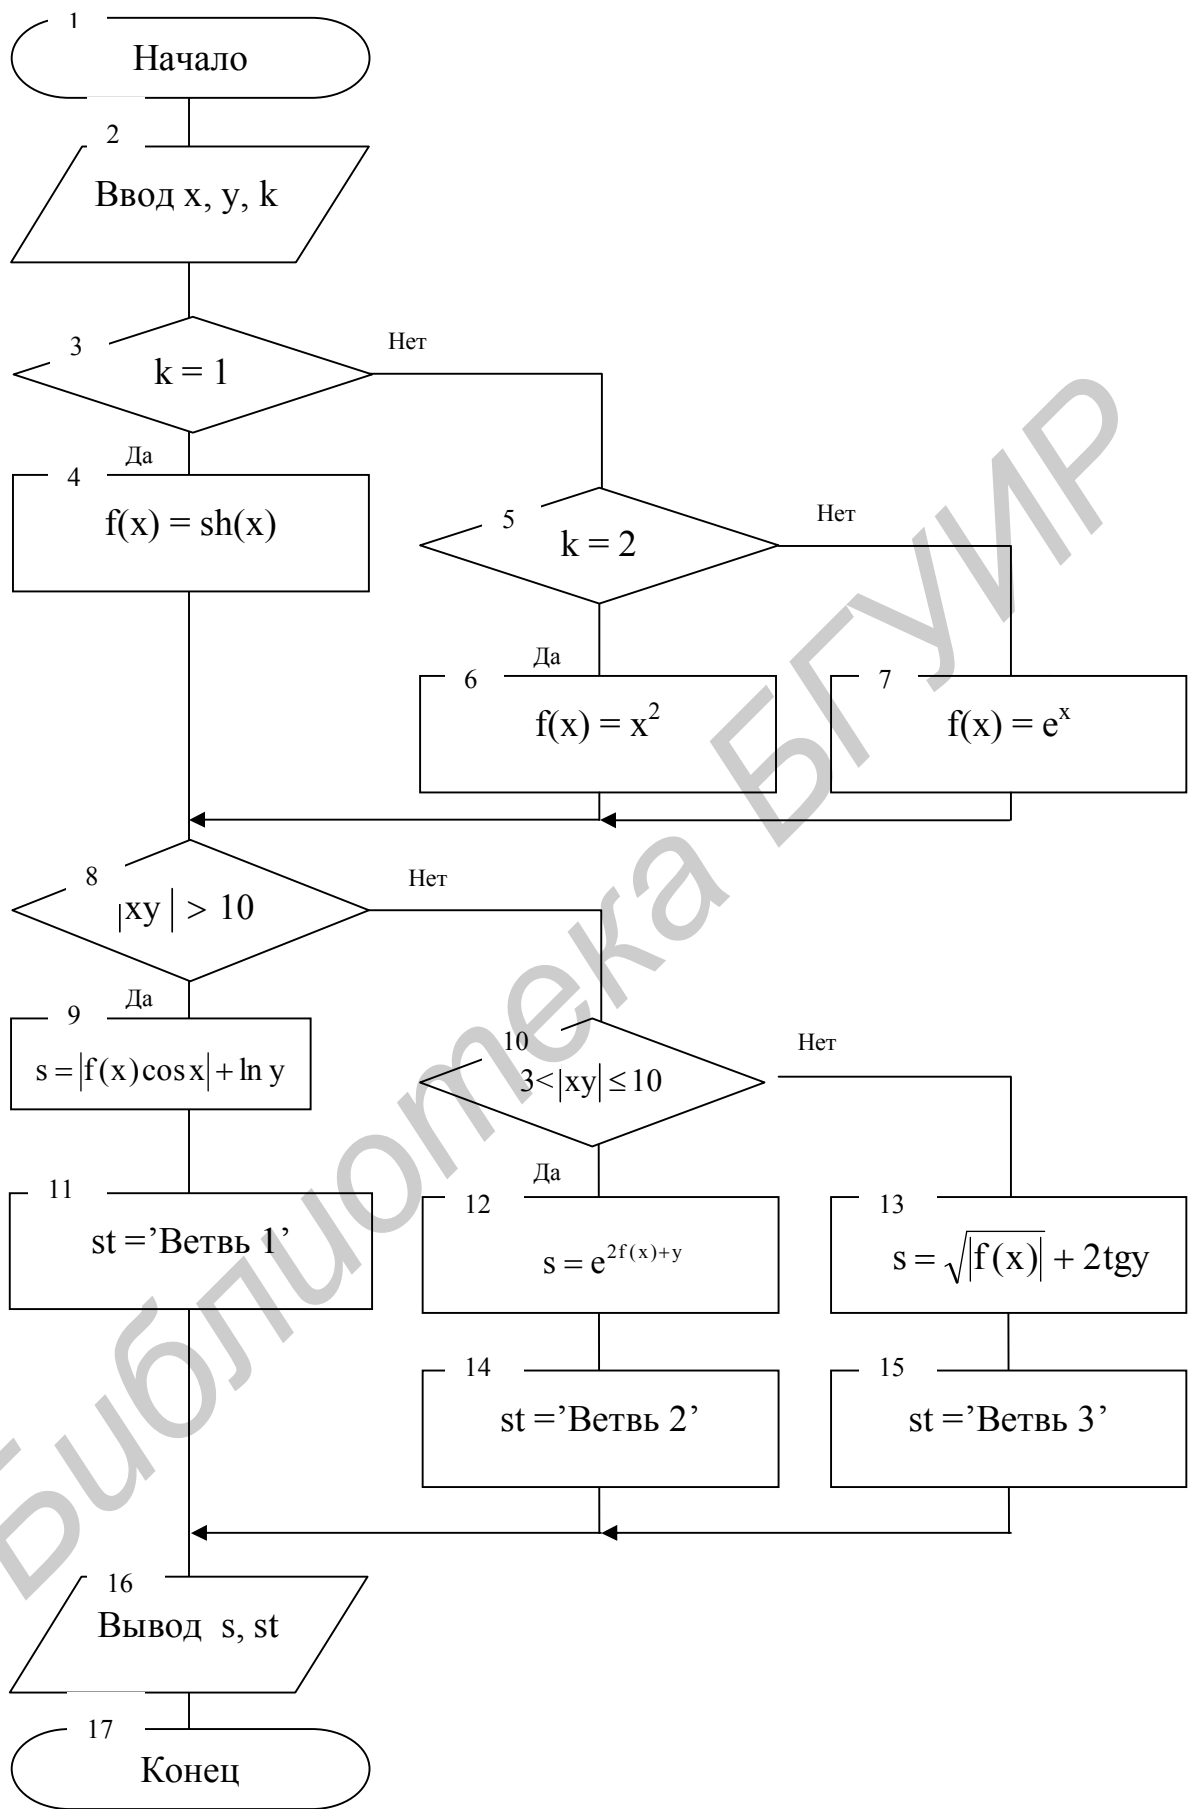 1
Начало
2
Ввод x, y, k
3
k = 1
Нет
Да
4
f(x) = sh(x)
5
k = 2
Нет
Да
6
f(x) = x²
7
f(x) = eˣ
8
|xy| > 10
Нет
Да
9
s = |f(x)cosx| + ln y
10
3<|xy| ≤ 10
Нет
Да
11
st =’Ветвь 1’
12
s = e^{2f(x)+y}
13
s = √|f(x)| + 2tgy
14
st =’Ветвь 2’
15
st =’Ветвь 3’
16
Вывод s, st
17
Конец
Библиотека БГУИР